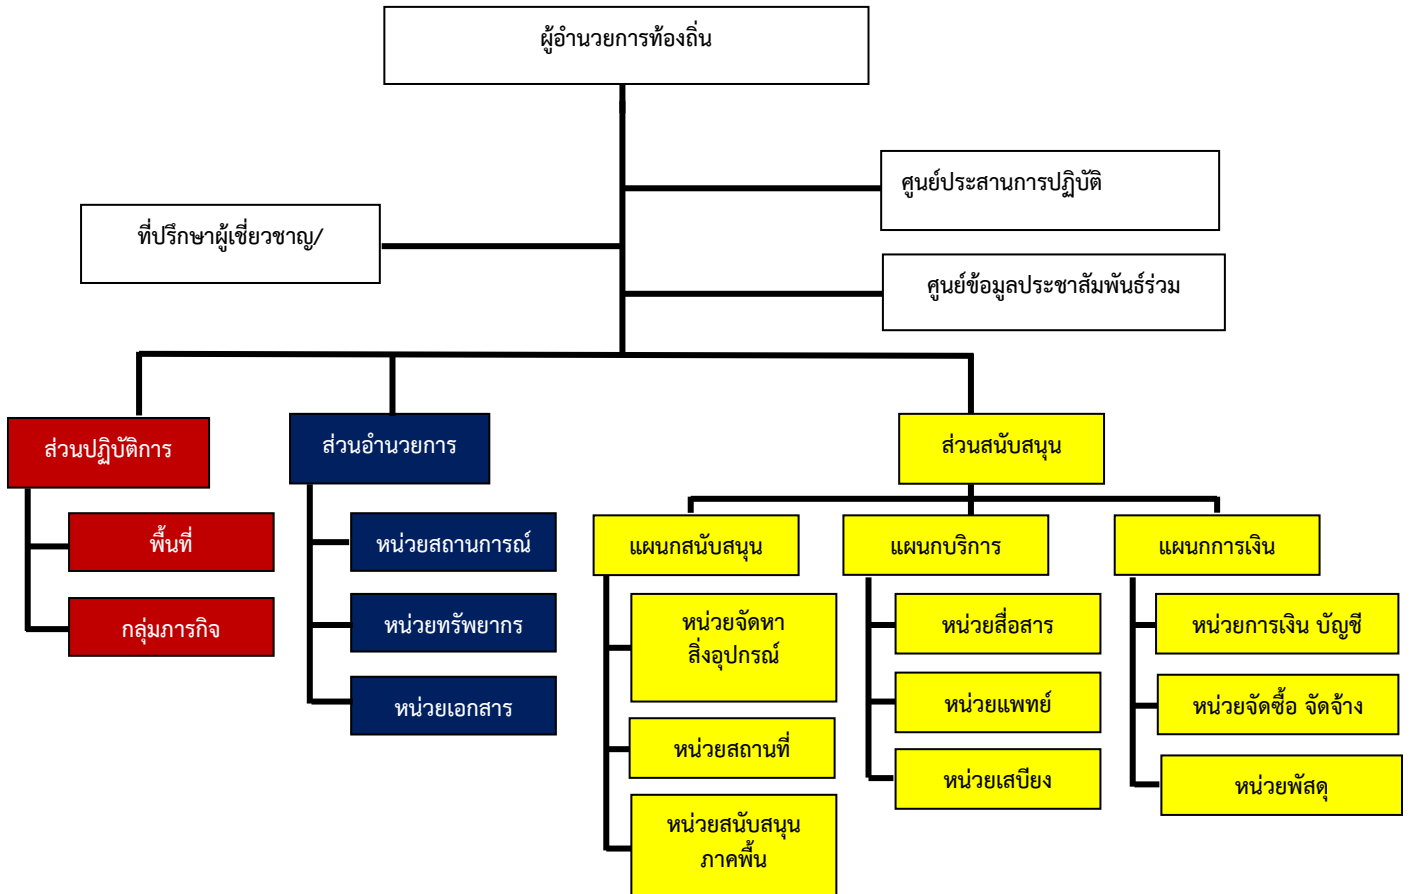 ผู้อำนวยการท้องถิ่น
ศูนย์ประสานการปฏิบัติ
ที่ปรึกษาผู้เชี่ยวชาญ/
ศูนย์ข้อมูลประชาสัมพันธ์ร่วม
ส่วนปฏิบัติการ
พื้นที่
กลุ่มภารกิจ
ส่วนอำนวยการ
หน่วยสถานการณ์
หน่วยทรัพยากร
หน่วยเอกสาร
ส่วนสนับสนุน
แผนกสนับสนุน
หน่วยจัดหา
สิ่งอุปกรณ์
หน่วยสถานที่
หน่วยสนับสนุน
ภาคพื้น
แผนกบริการ
หน่วยสื่อสาร
หน่วยแพทย์
หน่วยเสบียง
แผนกการเงิน
หน่วยการเงิน บัญชี
หน่วยจัดซื้อ จัดจ้าง
หน่วยพัสดุ